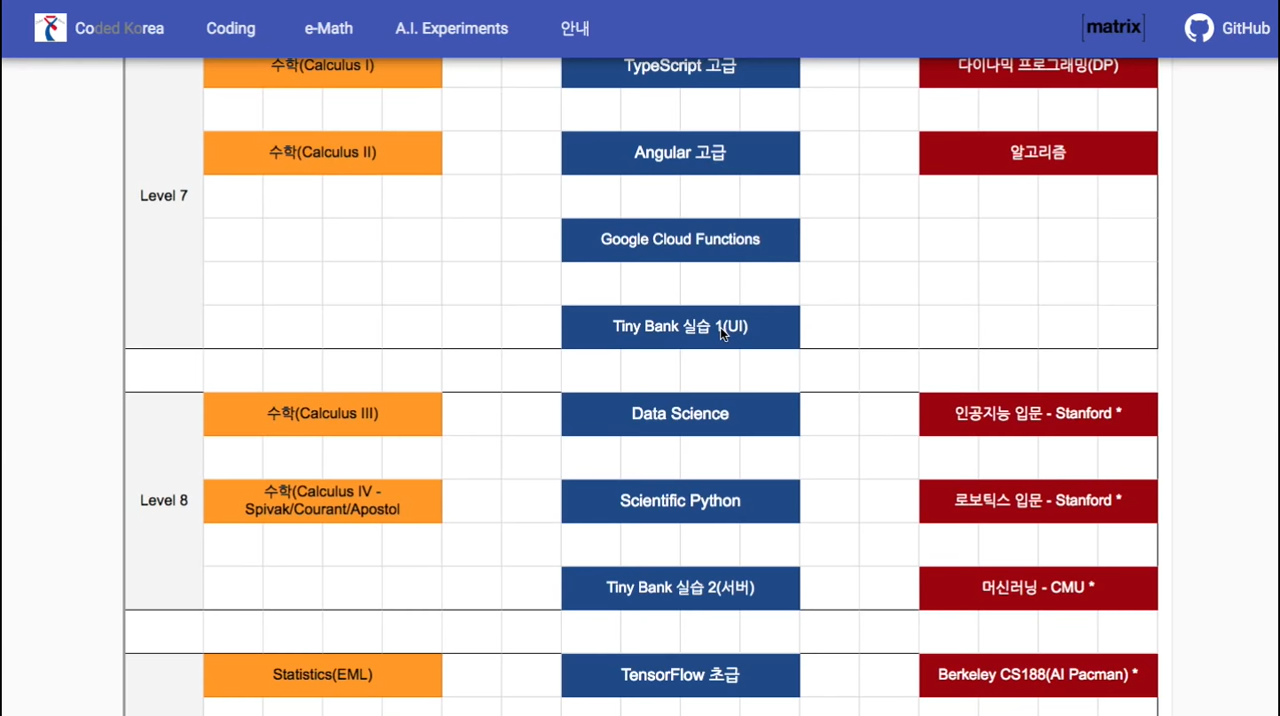 Coded Korea
Coding
e-Math
A.I. Experiments
안내
matrix
GitHub
수학(Calculus I)
TypeScript 고급
다이나믹 프로그래밍(DP)
수학(Calculus II)
Angular 고급
알고리즘
Level 7
Google Cloud Functions
Tiny Bank 실습 1(UI)
수학(Calculus III)
Data Science
인공지능 입문 - Stanford *
Level 8
수학(Calculus IV -
Spivak/Courant/Apostol
Scientific Python
로보틱스 입문 - Stanford *
Tiny Bank 실습 2(서버)
머신러닝 - CMU *
Statistics(EML)
TensorFlow 초급
Berkeley CS188(AI Pacman) *